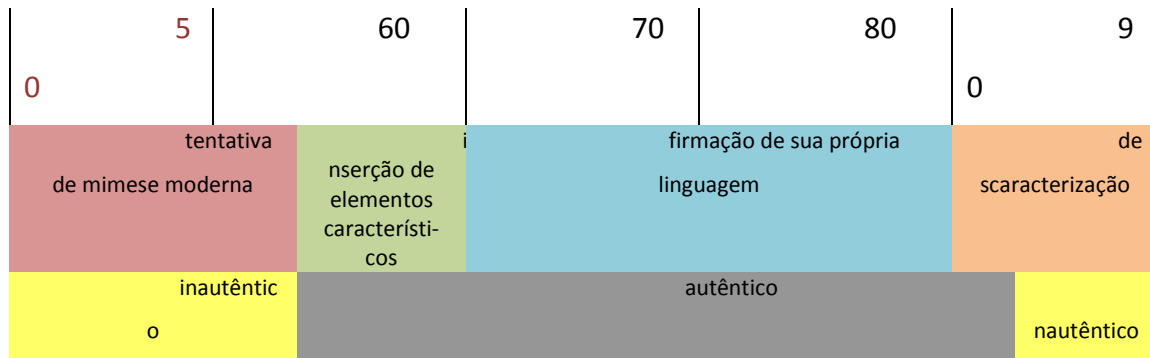 5 60 70 80 9
0 0
tentativa
de mimese moderna
i
nserção de
elementos
característi-
cos
firmação de sua própria
linguagem
de
scaracterização
inautêntic
o
autêntico
nautêntico